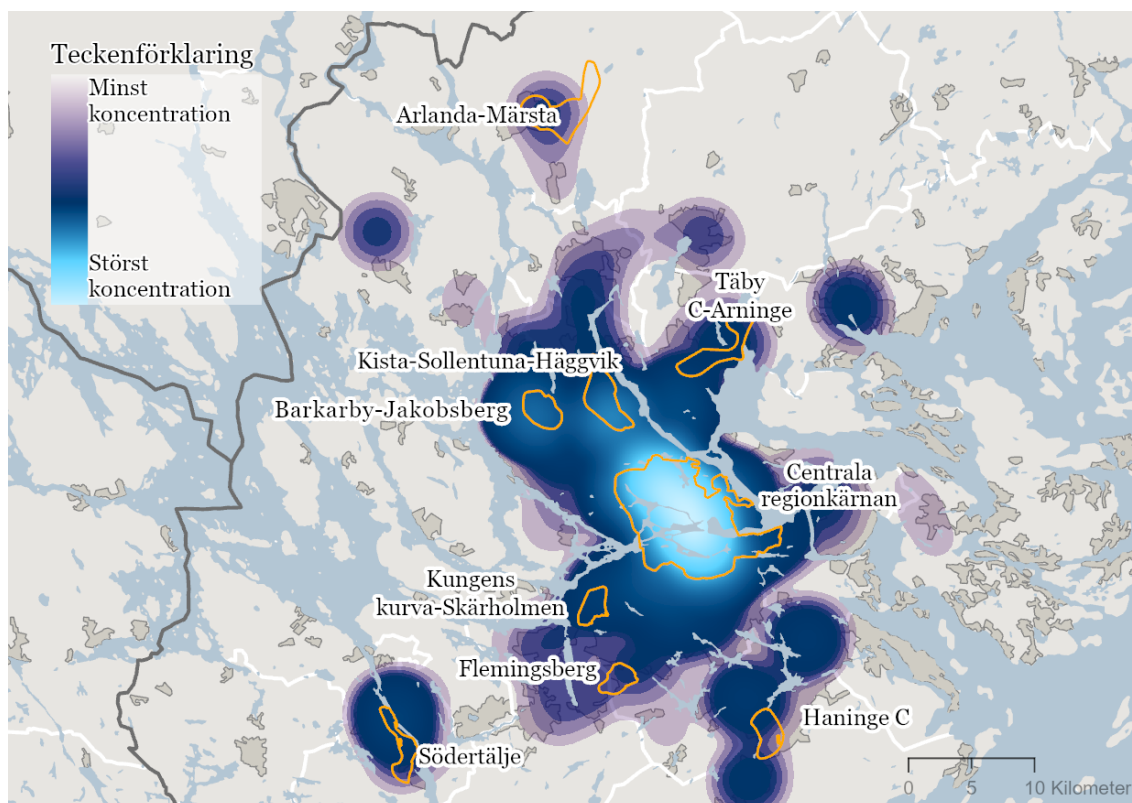 Teckenförklaring
Minst
koncentration
Störst
koncentration
Arlanda-Märsta
Täby
C-Arninge
Kista-Sollentuna-Häggvik
Barkarby-Jakobsberg
Centrala
regionkärnan
Kungens
kurva-Skärholmen
Flemingsberg
Haninge C
Södertälje
0 5 10 Kilometer